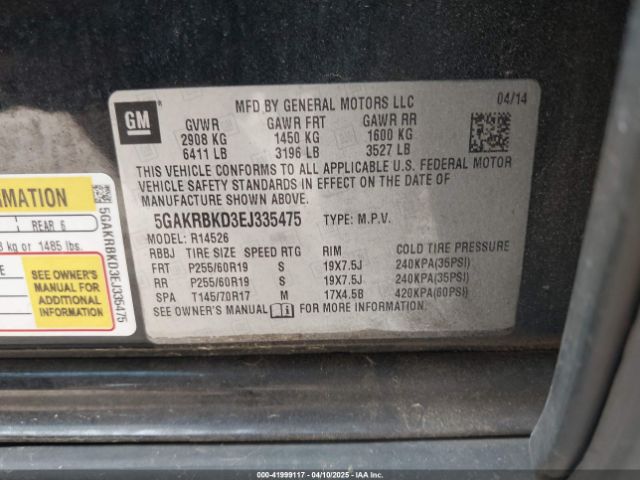 GM
MFD BY GENERAL MOTORS LLC 04/14
GVWR GAWR FRT GAWR RR
2908 KG 1450 KG 1600 KG
6411 LB 3196 LB 3527 LB
THIS VEHICLE CONFORMS TO ALL APPLICABLE U.S. FEDERAL MOTOR
VEHICLE SAFETY STANDARDS IN EFFECT ON THE DATE OF
MANUFACTURE SHOWN ABOVE.
5GAKRBKD3EJ335475 TYPE: M.P.V.
MODEL: R14526
RBBJ TIRE SIZE SPEED RTG RIM COLD TIRE PRESSURE
FRT P255/60R19 S 19X7.5J 240KPA(35PSI)
RR P255/60R19 S 19X7.5J 240KPA(35PSI)
SPA T145/70R17 M 17X4.5B 420KPA(60PSI)
SEE OWNER'S MANUAL FOR MORE INFORMATION.
REAR 6
kg or 1485 lbs.
SEE OWNER'S
MANUAL FOR
ADDITIONAL
INFORMATION
5GAKRBKD3EJ335475
000-41999117 - 04/10/2025 - IAAI.COM